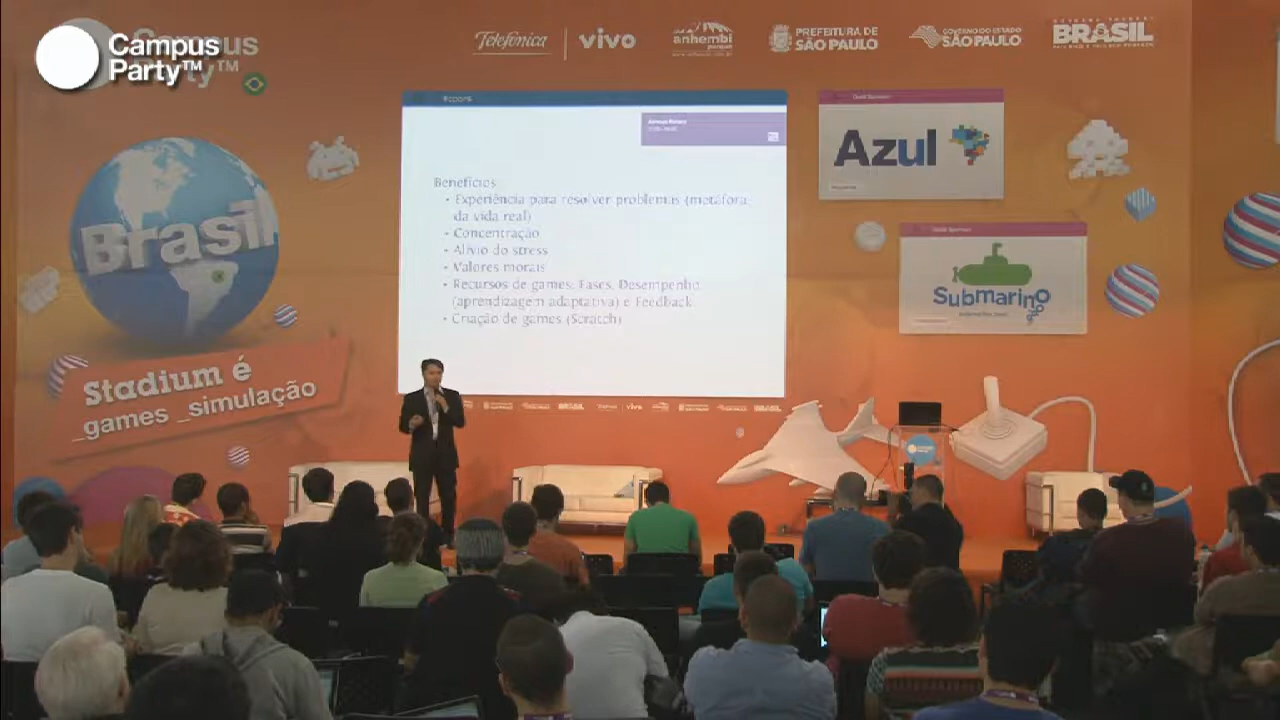 Campus
Party™
Telefonica
vivo
anhembi
parque
PREFEITURA DE
SÃO PAULO
GOVERNO DO ESTADO
SÃO PAULO
BRASIL
Benefícios
• Experiência para resolver problemas (metáfora
da vida real)
• Concentração
• Alívio do stress
• Valores morais
• Recursos de games: Fases, Desempenho
(aprendizagem adaptativa) e Feedback
• Criação de games (Scratch)
Azul
Submarino
Brasil
Stadium é
_games _simulação